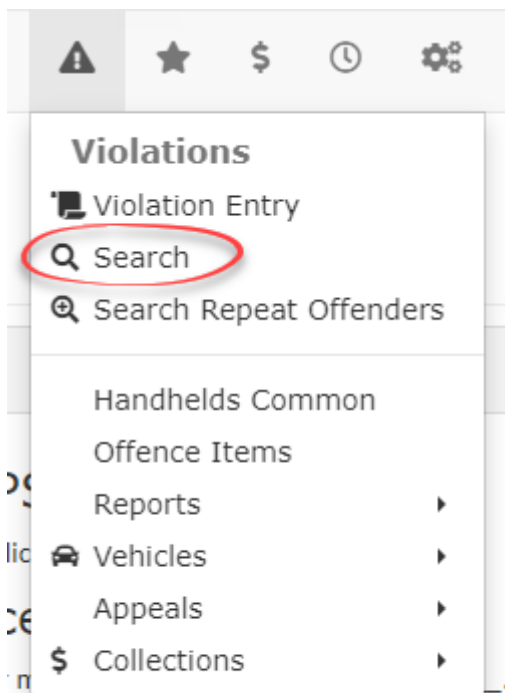 Violations
Violation Entry
Search
Search Repeat Offenders
Handhelds Common
Offence Items
Reports
Vehicles
Appeals
$ Collections